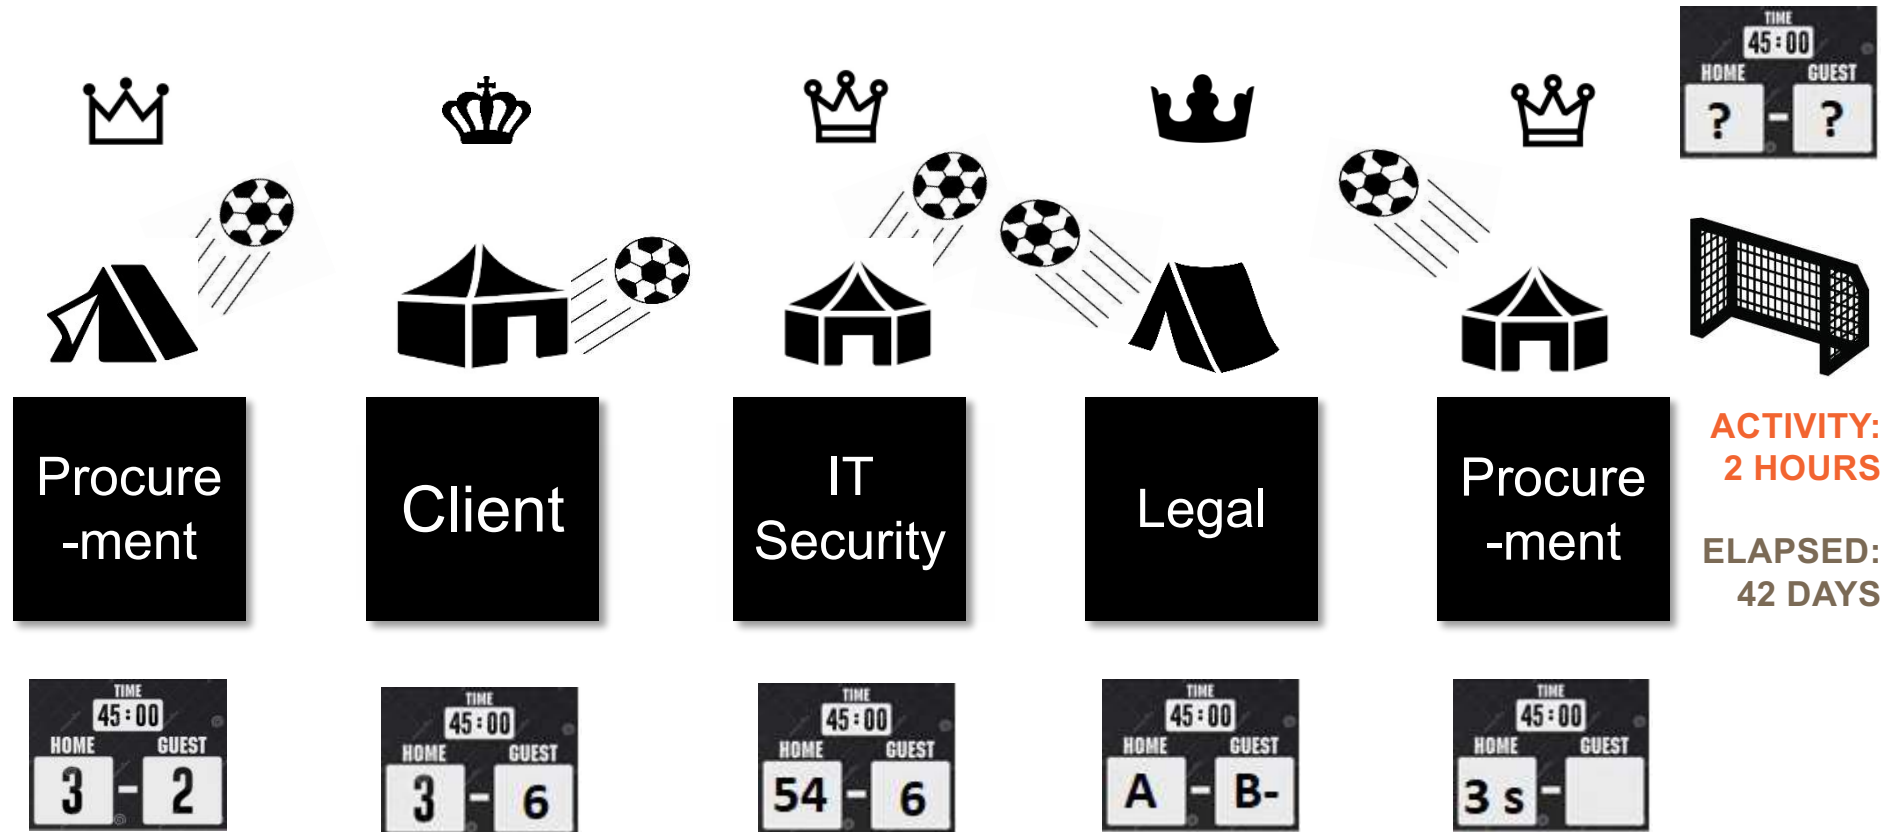 TIME
45:00
HOME GUEST
? - ?
Procure
-ment
Client
IT
Security
Legal
Procure
-ment
ACTIVITY:
2 HOURS
ELAPSED:
42 DAYS
TIME
45:00
HOME GUEST
3 - 2
TIME
45:00
HOME GUEST
3 - 6
TIME
45:00
HOME GUEST
54 - 6
TIME
45:00
HOME GUEST
A - B-
TIME
45:00
HOME GUEST
3 s -